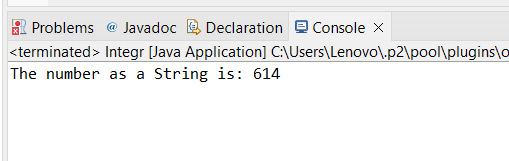 Problems @ Javadoc Declaration Console
<terminated> Integr [Java Application] C:\Users\Lenovo\.p2\pool\plugins\o
The number as a String is: 614